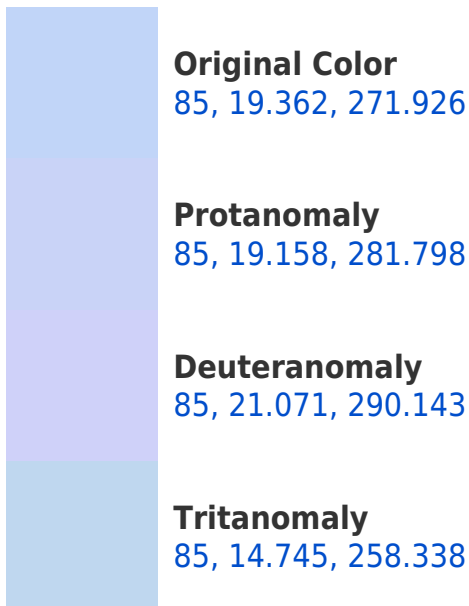 Original Color
85, 19.362, 271.926
Protanomaly
85, 19.158, 281.798
Deuteranomaly
85, 21.071, 290.143
Tritanomaly
85, 14.745, 258.338